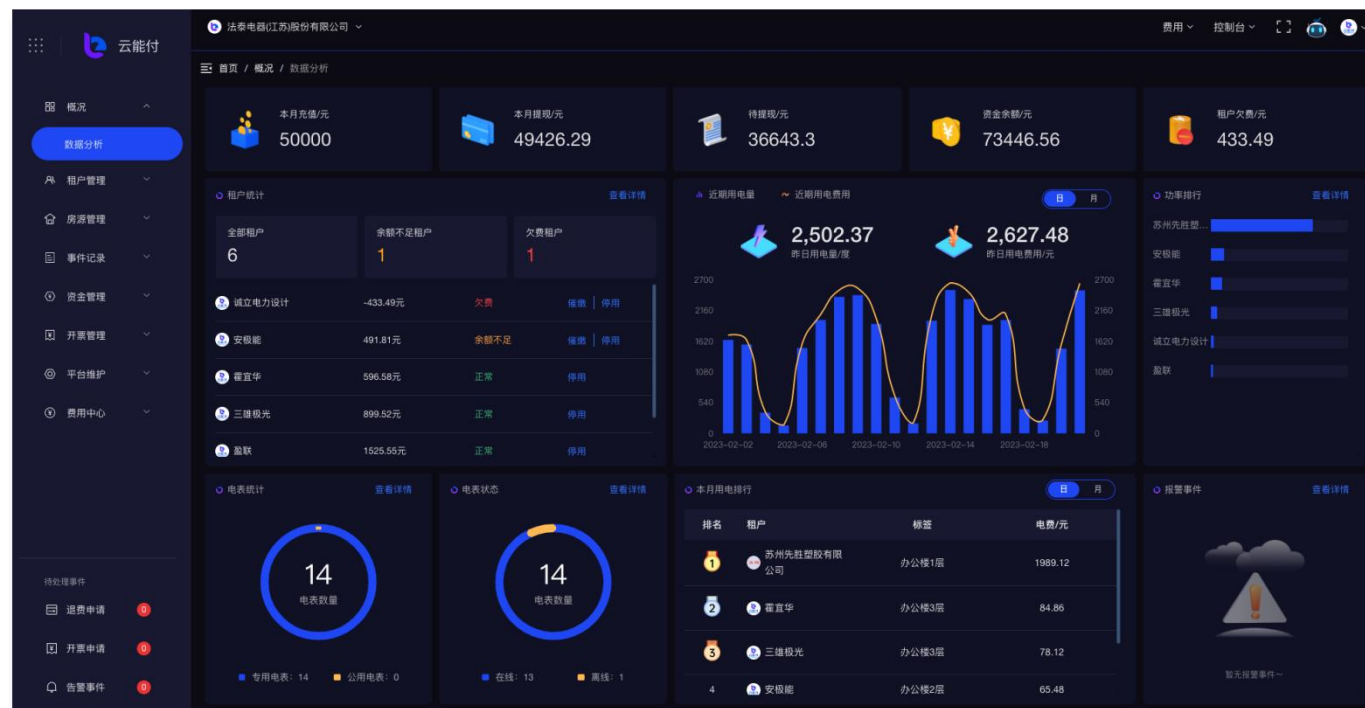 云能付
法泰电器(江苏)股份有限公司
费用
控制台
首页 / 概况 / 数据分析
概况
数据分析
租户管理
房源管理
事件记录
资金管理
开票管理
平台维护
费用中心
待处理事件
退费申请 0
开票申请 0
告警事件 0
本月充值/元
50000
本月提现/元
49426.29
待提现/元
36643.3
资金余额/元
73446.56
租户欠费/元
433.49
租户统计 查看详情
全部租户 余额不足租户 欠费租户
6 1 1
诚立电力设计 -433.49元 欠费 催缴 停用
安极能 491.81元 余额不足 催缴 停用
霍宜华 596.58元 正常 停用
三雄极光 899.52元 正常 停用
盈联 1525.55元 正常 停用
近期用电量 近期用电费用 日 月
2,502.37
昨日用电量/度
2,627.48
昨日用电费用/元
2700 2700
2160 2160
1620 1620
1080 1080
540 540
0 0
2023-02-02 2023-02-06 2023-02-10 2023-02-14 2023-02-18
功率排行 查看详情
苏州先胜塑...
安极能
霍宜华
三雄极光
诚立电力设计
盈联
电表统计 查看详情
14
电表数量
专用电表: 14 公用电表: 0
电表状态 查看详情
14
电表数量
在线: 13 离线: 1
本月用电排行 日 月
排名 租户 标签 电费/元
1 苏州先胜塑胶有限
公司 办公楼1层 1989.12
2 霍宜华 办公楼3层 84.86
3 三雄极光 办公楼3层 78.12
4 安极能 办公楼2层 65.48
报警事件 查看详情
暂无报警事件~